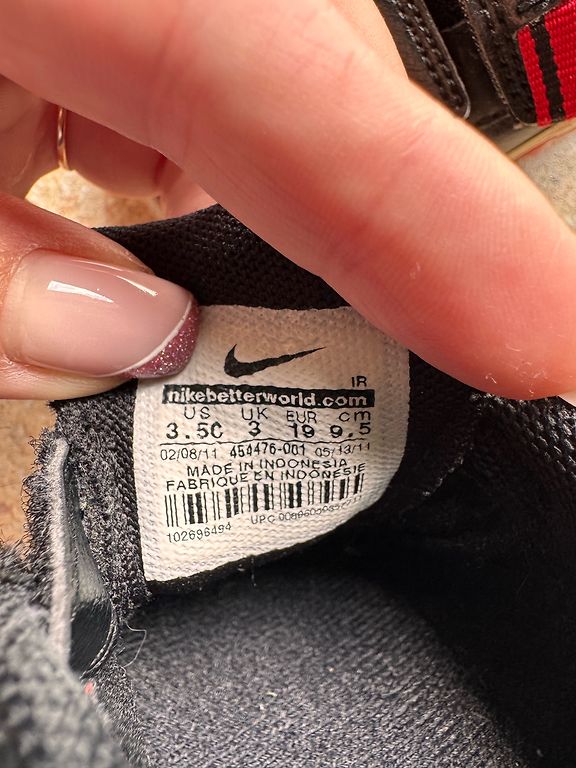 IR
nikebetterworld.com
US UK EUR cm
3.5C 3 19 9.5
02/08/11 454476-001 05/13/11
MADE IN INDONESIA
FABRIQUE EN INDONESIE
UPC
102696494